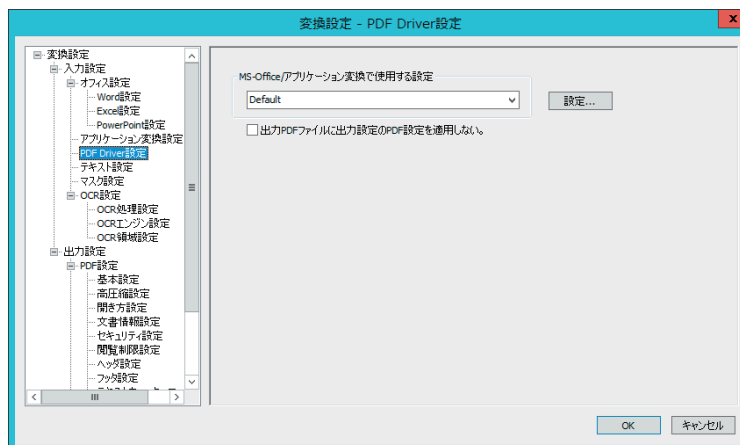 変換設定 - PDF Driver設定
x
変換設定
入力設定
オフィス設定
Word設定
Excel設定
PowerPoint設定
アプリケーション変換設定
PDF Driver設定
テキスト設定
マスク設定
OCR設定
OCR処理設定
OCRエンジン設定
OCR領域設定
出力設定
PDF設定
基本設定
高圧縮設定
開き方設定
文書情報設定
セキュリティ設定
閲覧制限設定
ヘッダ設定
フッタ設定
MS-Office/アプリケーション変換で使用する設定
Default
設定...
出力PDFファイルに出力設定のPDF設定を適用しない。
OK
キャンセル